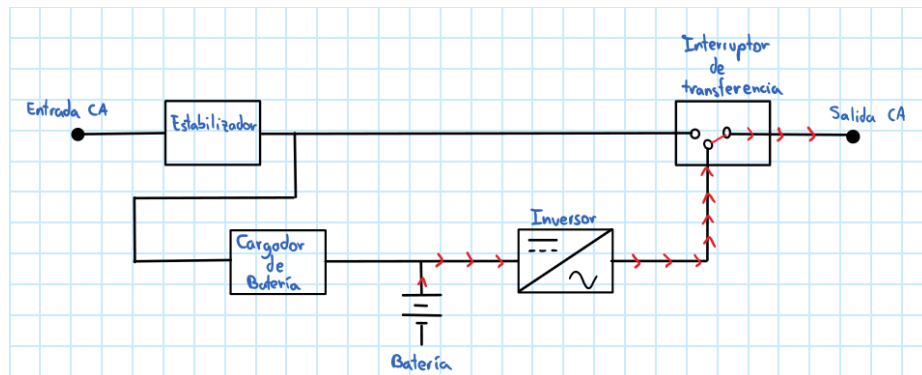 Interruptor
de
transferencia
Entrada CA
Estabilizador
Salida CA
Inversor
Cargador
de
Batería
Batería